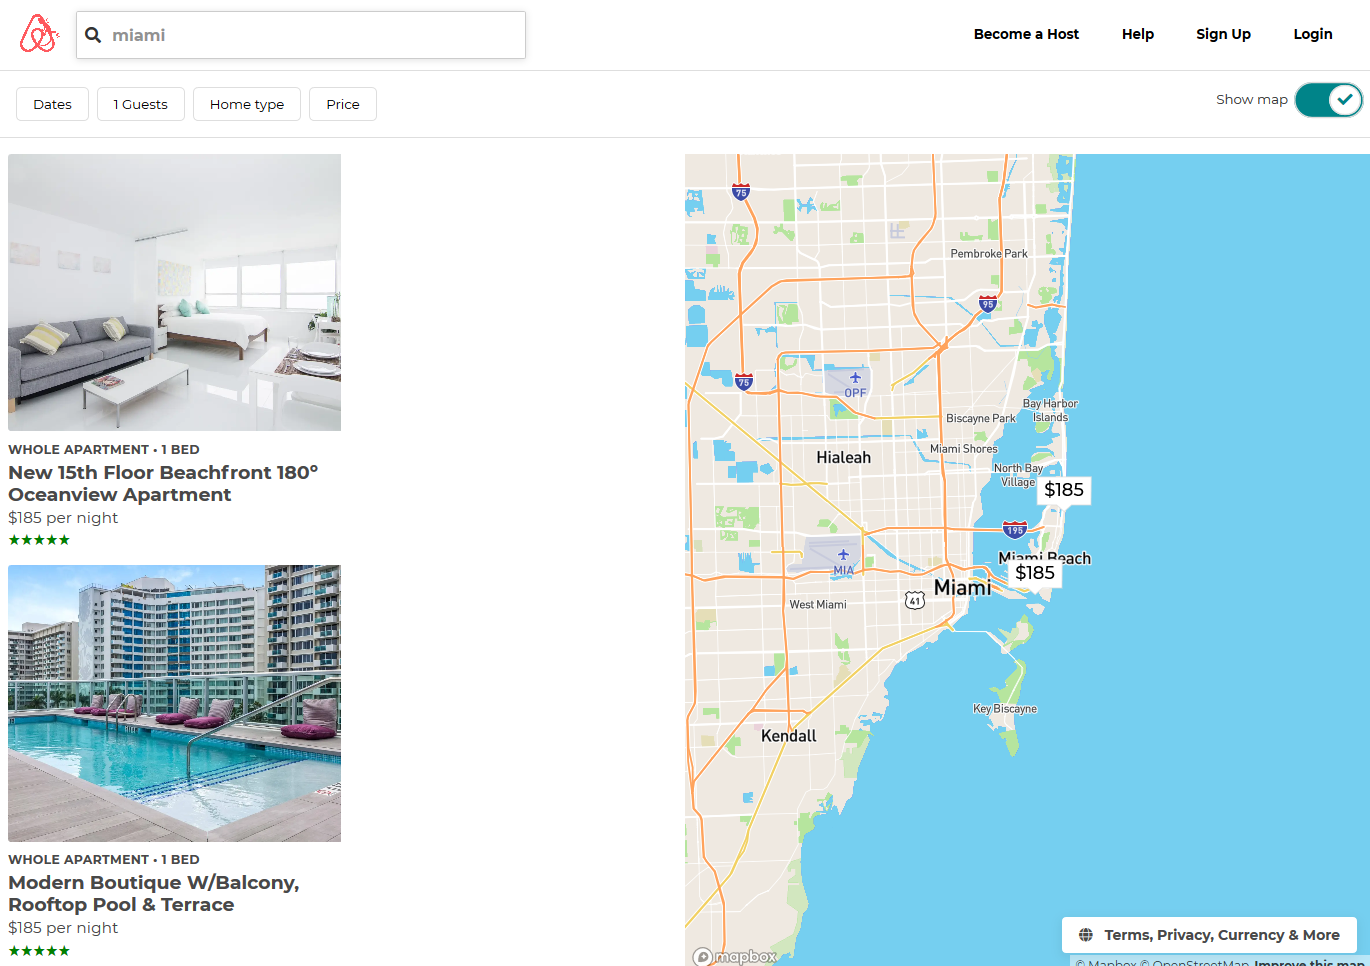 miami
Become a Host
Help
Sign Up
Login
Dates
1 Guests
Home type
Price
Show map
WHOLE APARTMENT • 1 BED
New 15th Floor Beachfront 180º
Oceanview Apartment
$185 per night
★★★★★
WHOLE APARTMENT • 1 BED
Modern Boutique W/Balcony,
Rooftop Pool & Terrace
$185 per night
★★★★★
75
Pembroke Park
95
75
OPF
Bay Harbor
Islands
Biscayne Park
Miami Shores
Hialeah
North Bay
Village
$185
195
Miami Beach
MIA
$185
Miami
41
West Miami
Key Biscayne
Kendall
Terms, Privacy, Currency & More
mapbox
© Mapbox © OpenStreetMap Improve this map